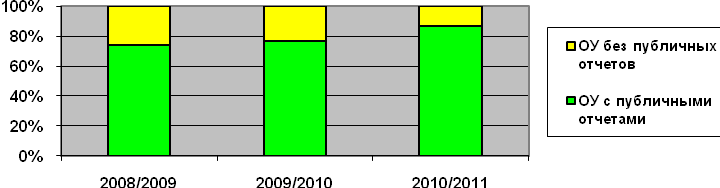 100%
80%
60%
40%
20%
0%
2008/2009
2009/2010
2010/2011
ОУ без публичных
отчетов
ОУ с публичными
отчетами